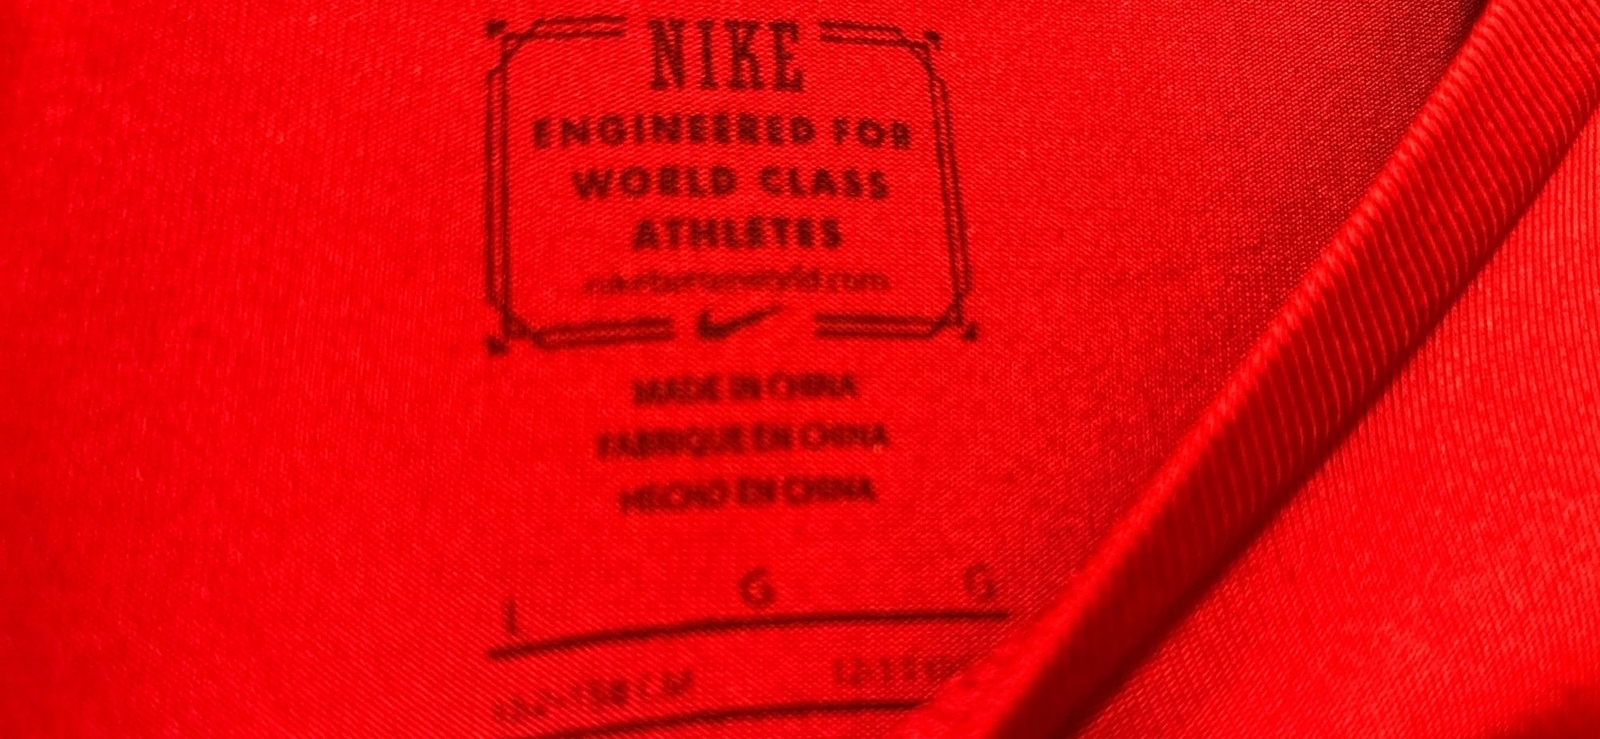 NIKE
ENGINEERED FOR
WORLD CLASS
ATHLETES
MADE IN CHINA
FABRIQUE EN CHINA
HECHO EN CHINA
L G G